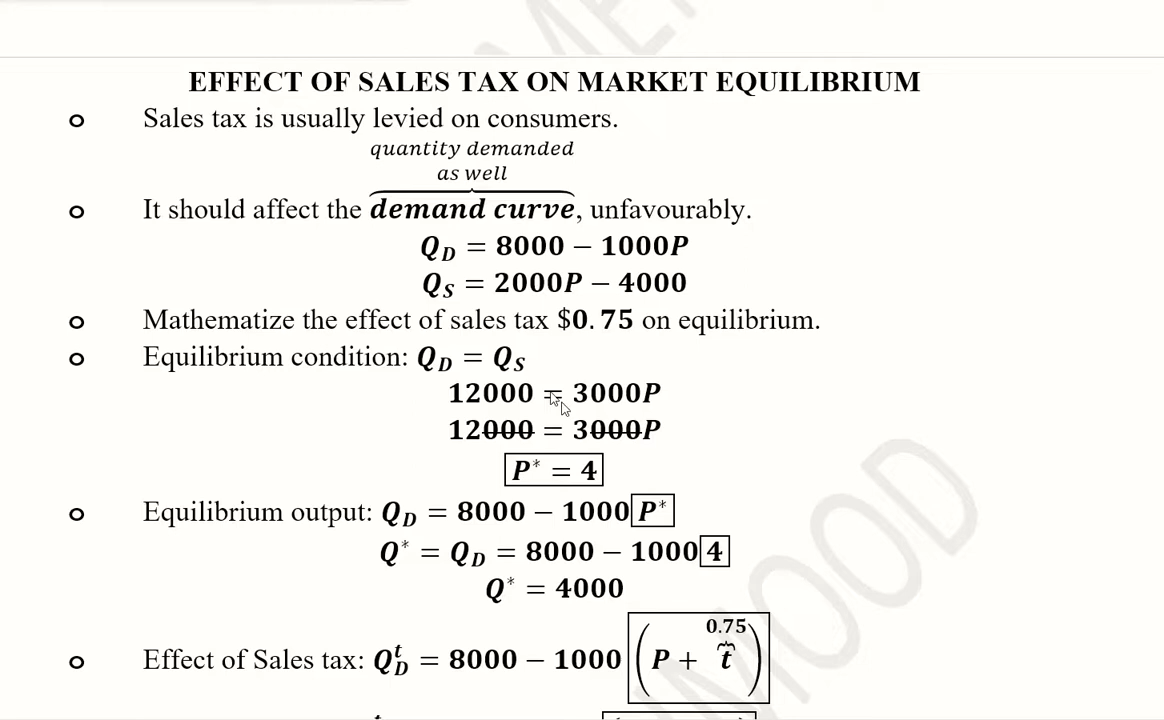 EFFECT OF SALES TAX ON MARKET EQUILIBRIUM
o Sales tax is usually levied on consumers.
quantity demanded
as well
o It should affect the demand curve, unfavourably.
Q_D = 8000 − 1000P
Q_S = 2000P − 4000
o Mathematize the effect of sales tax $0.75 on equilibrium.
o Equilibrium condition: Q_D = Q_S
12000 = 3000P
12000 = 3000P
P* = 4
o Equilibrium output: Q_D = 8000 − 1000 P*
Q* = Q_D = 8000 − 1000 4
Q* = 4000
0.75
o Effect of Sales tax: Q_D^t = 8000 − 1000 (P + t)